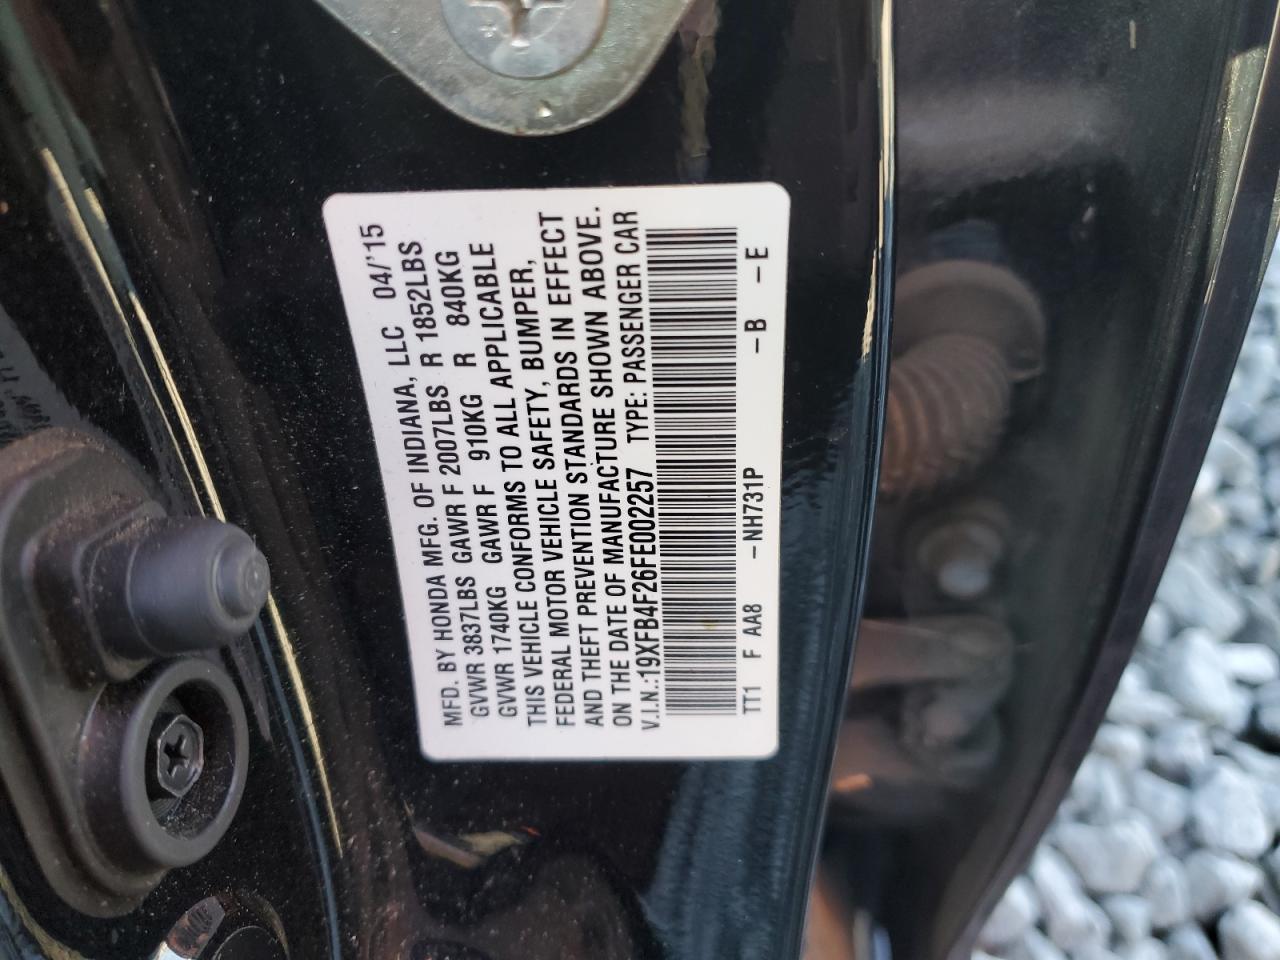 MFD. BY HONDA MFG. OF INDIANA, LLC 04/'15
GVWR 3837LBS GAWR F 2007LBS R 1852LBS
GVWR 1740KG GAWR F 910KG R 840KG
THIS VEHICLE CONFORMS TO ALL APPLICABLE
FEDERAL MOTOR VEHICLE SAFETY, BUMPER,
AND THEFT PREVENTION STANDARDS IN EFFECT
ON THE DATE OF MANUFACTURE SHOWN ABOVE.
V.I.N.:19XFB4F26FE002257 TYPE: PASSENGER CAR
TT1 F AA8 -NH731P -B -E